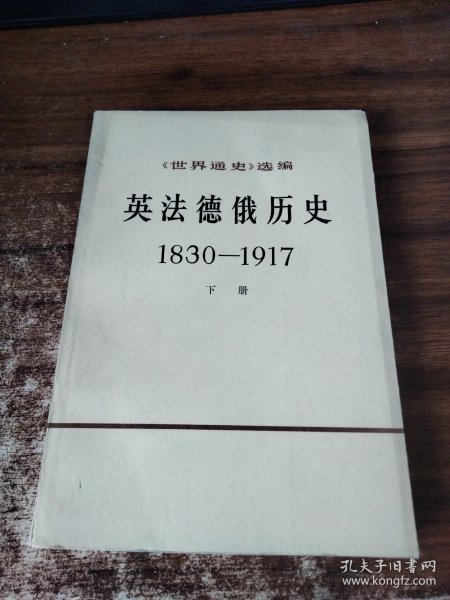 《世界通史》选编
英法德俄历史
1830—1917
下 册
孔夫子旧书网
www.kongfz.com